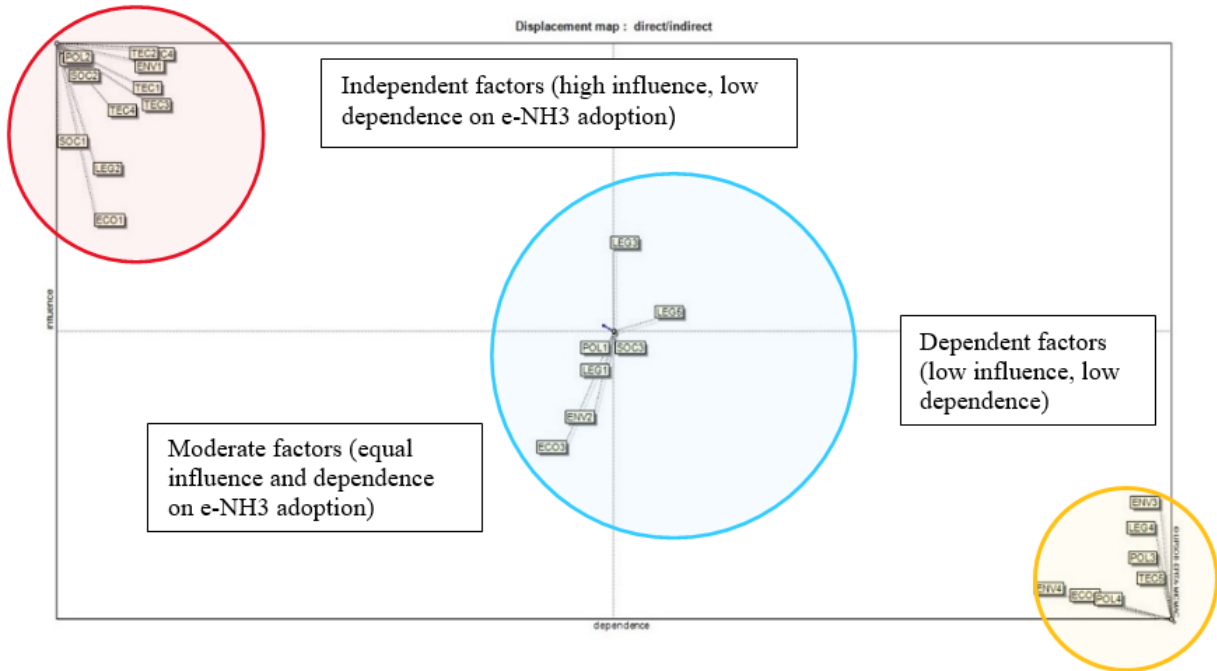 Displacement map : direct/indirect
POL2
TEC2
C4
ENV1
SOC2
TEC1
TEC3
TEC4
SOC1
LEG2
ECO1
Independent factors (high influence, low
dependence on e-NH3 adoption)
LEG3
influence
LEG5
POL1
SOC3
LEG1
ENV2
ECO3
Dependent factors
(low influence, low
dependence)
Moderate factors (equal
influence and dependence
on e-NH3 adoption)
ENV3
LEG4
POL3
TEC5
ENV4
POL4
dependence